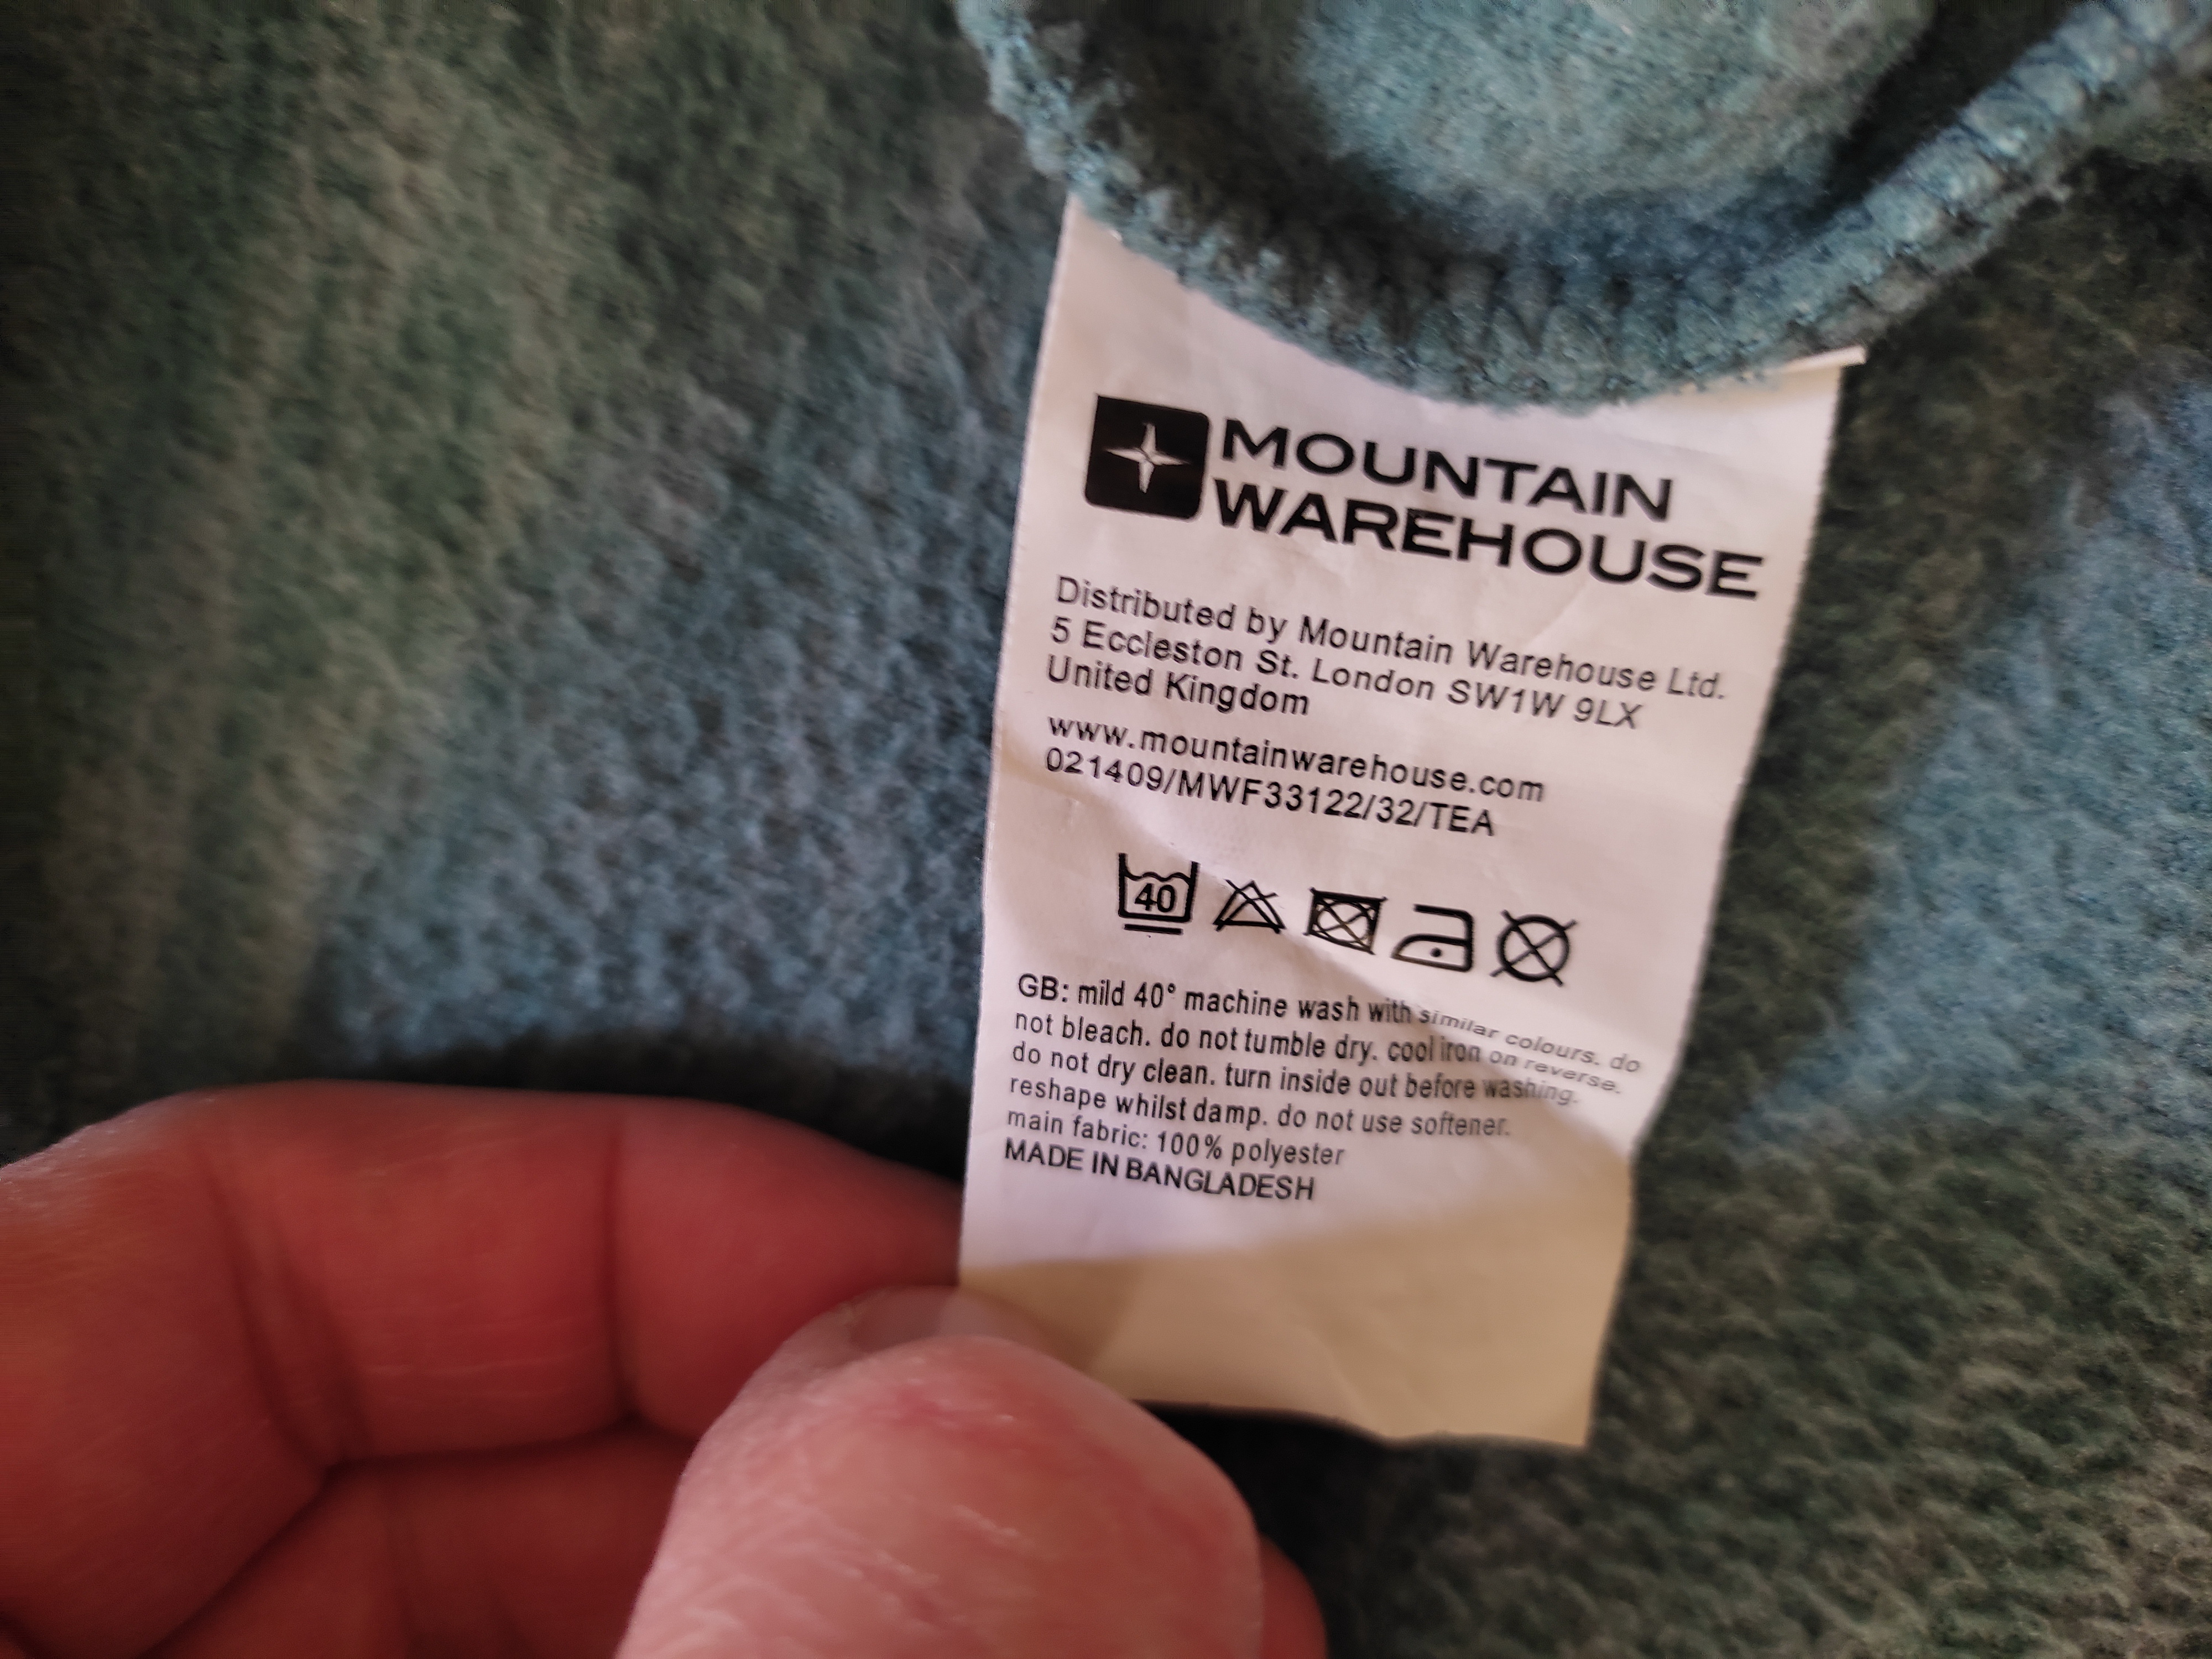 MOUNTAIN
WAREHOUSE
Distributed by Mountain Warehouse Ltd.
5 Eccleston St. London SW1W 9LX
United Kingdom
www.mountainwarehouse.com
021409/MWF33122/32/TEA
40
GB: mild 40° machine wash with similar colours. do
not bleach. do not tumble dry. cool iron on reverse.
do not dry clean. turn inside out before washing.
reshape whilst damp. do not use softener.
main fabric: 100% polyester
MADE IN BANGLADESH